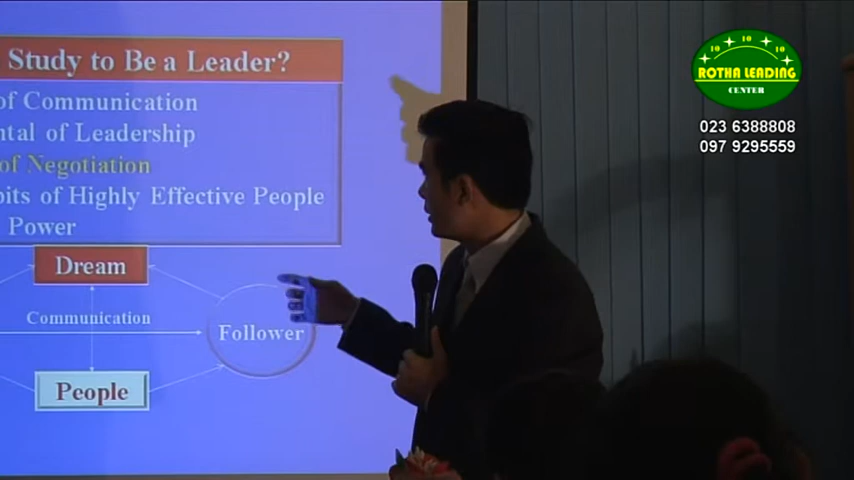 Study to Be a Leader?
of Communication
ntal of Leadership
of Negotiation
bits of Highly Effective People
Power
Dream
Communication
Follower
People
10 10 10
ROTHA LEADING
CENTER
023 6388808
097 9295559